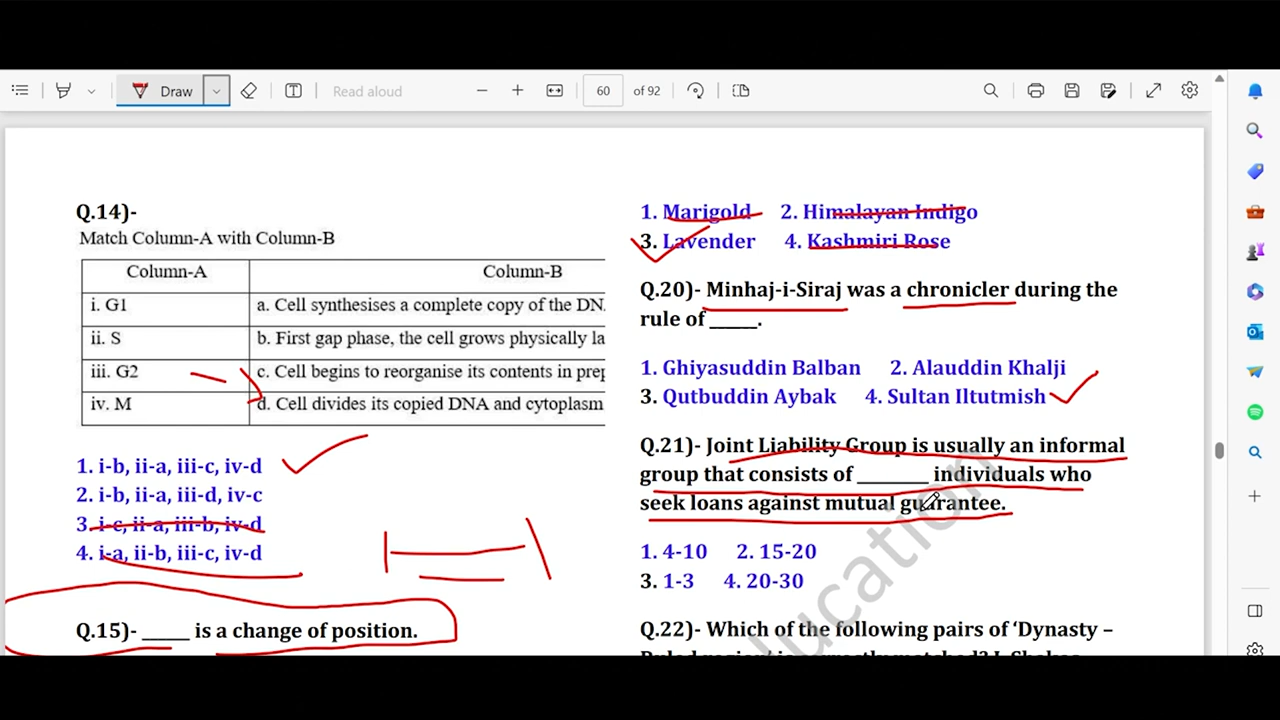 Draw
Read aloud
60
of 92
Q.14)-
Match Column-A with Column-B
Column-A
Column-B
i. G1
a. Cell synthesises a complete copy of the DN
ii. S
b. First gap phase, the cell grows physically la
iii. G2
c. Cell begins to reorganise its contents in prep
iv. M
d. Cell divides its copied DNA and cytoplasm
1. i-b, ii-a, iii-c, iv-d
2. i-b, ii-a, iii-d, iv-c
3. i-c, ii-a, iii-b, iv-d
4. i-a, ii-b, iii-c, iv-d
Q.15)- _____ is a change of position.
1. Marigold 2. Himalayan Indigo
3. Lavender 4. Kashmiri Rose
Q.20)- Minhaj-i-Siraj was a chronicler during the
rule of _____.
1. Ghiyasuddin Balban 2. Alauddin Khalji
3. Qutbuddin Aybak 4. Sultan Iltutmish
Q.21)- Joint Liability Group is usually an informal
group that consists of _______ individuals who
seek loans against mutual guarantee.
1. 4-10 2. 15-20
3. 1-3 4. 20-30
Q.22)- Which of the following pairs of ‘Dynasty –
Ruled region’ is correctly matched? I. Shakas
lucation